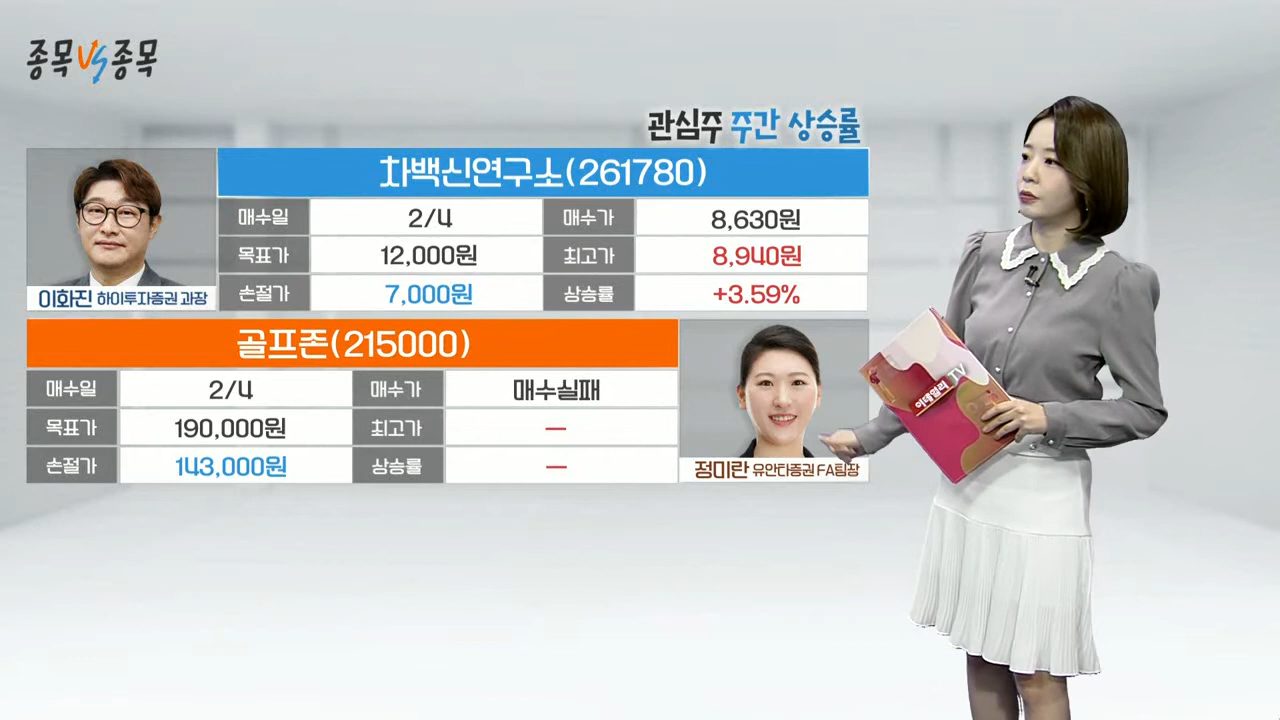 종목 VS 종목
관심주 주간 상승률
차백신연구소(261780)
매수일 2/4 매수가 8,630원
목표가 12,000원 최고가 8,940원
손절가 7,000원 상승률 +3.59%
이화진 하이투자증권 과장
골프존(215000)
매수일 2/4 매수가 매수실패
목표가 190,000원 최고가 —
손절가 143,000원 상승률 —
정미란 유안타증권 FA팀장
이데일리 TV